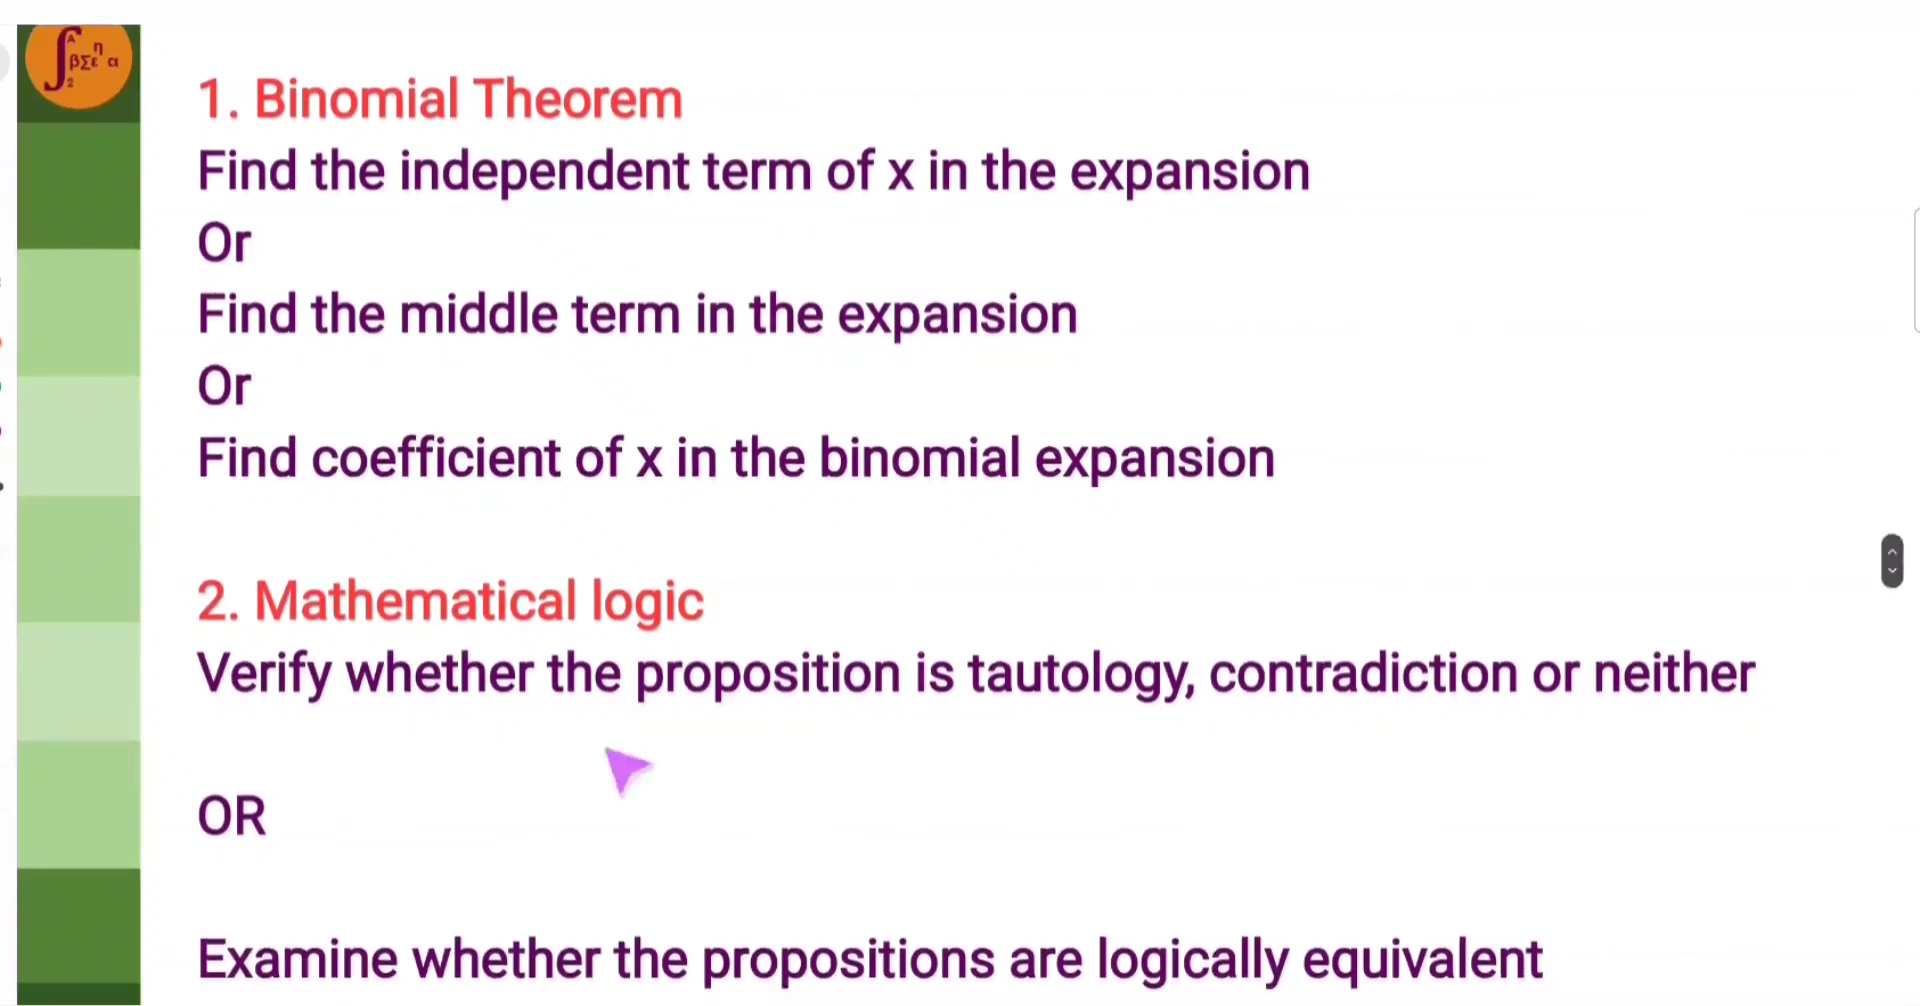 A
η
βΣε α
2
1. Binomial Theorem
Find the independent term of x in the expansion
Or
Find the middle term in the expansion
Or
Find coefficient of x in the binomial expansion
2. Mathematical logic
Verify whether the proposition is tautology, contradiction or neither
OR
Examine whether the propositions are logically equivalent